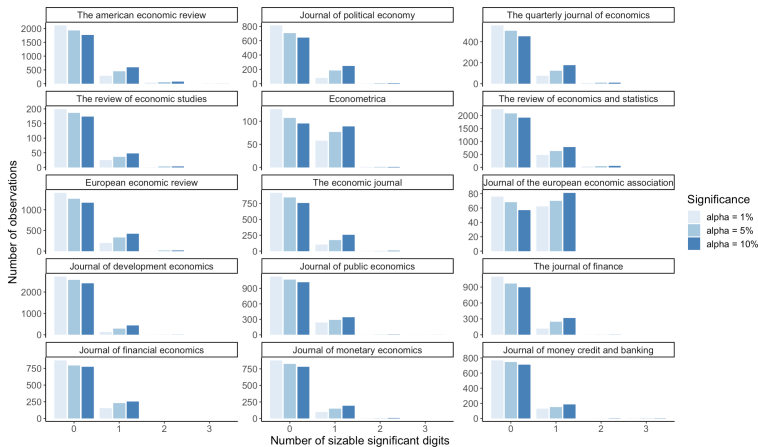 The american economic review
Journal of political economy
The quarterly journal of economics
2000
1500
1000
500
0
800
600
400
200
0
400
200
0
The review of economic studies
Econometrica
The review of economics and statistics
200
150
100
50
0
100
50
0
2000
1500
1000
500
0
European economic review
The economic journal
Journal of the european economic association
1000
500
0
750
500
250
0
80
60
40
20
0
Journal of development economics
Journal of public economics
The journal of finance
2000
1000
0
900
600
300
0
900
600
300
0
Journal of financial economics
Journal of monetary economics
Journal of money credit and banking
750
500
250
0
750
500
250
0
800
600
400
200
0
0 1 2 3
0 1 2 3
0 1 2 3
Number of sizable significant digits
Number of observations
Significance
alpha = 1%
alpha = 5%
alpha = 10%